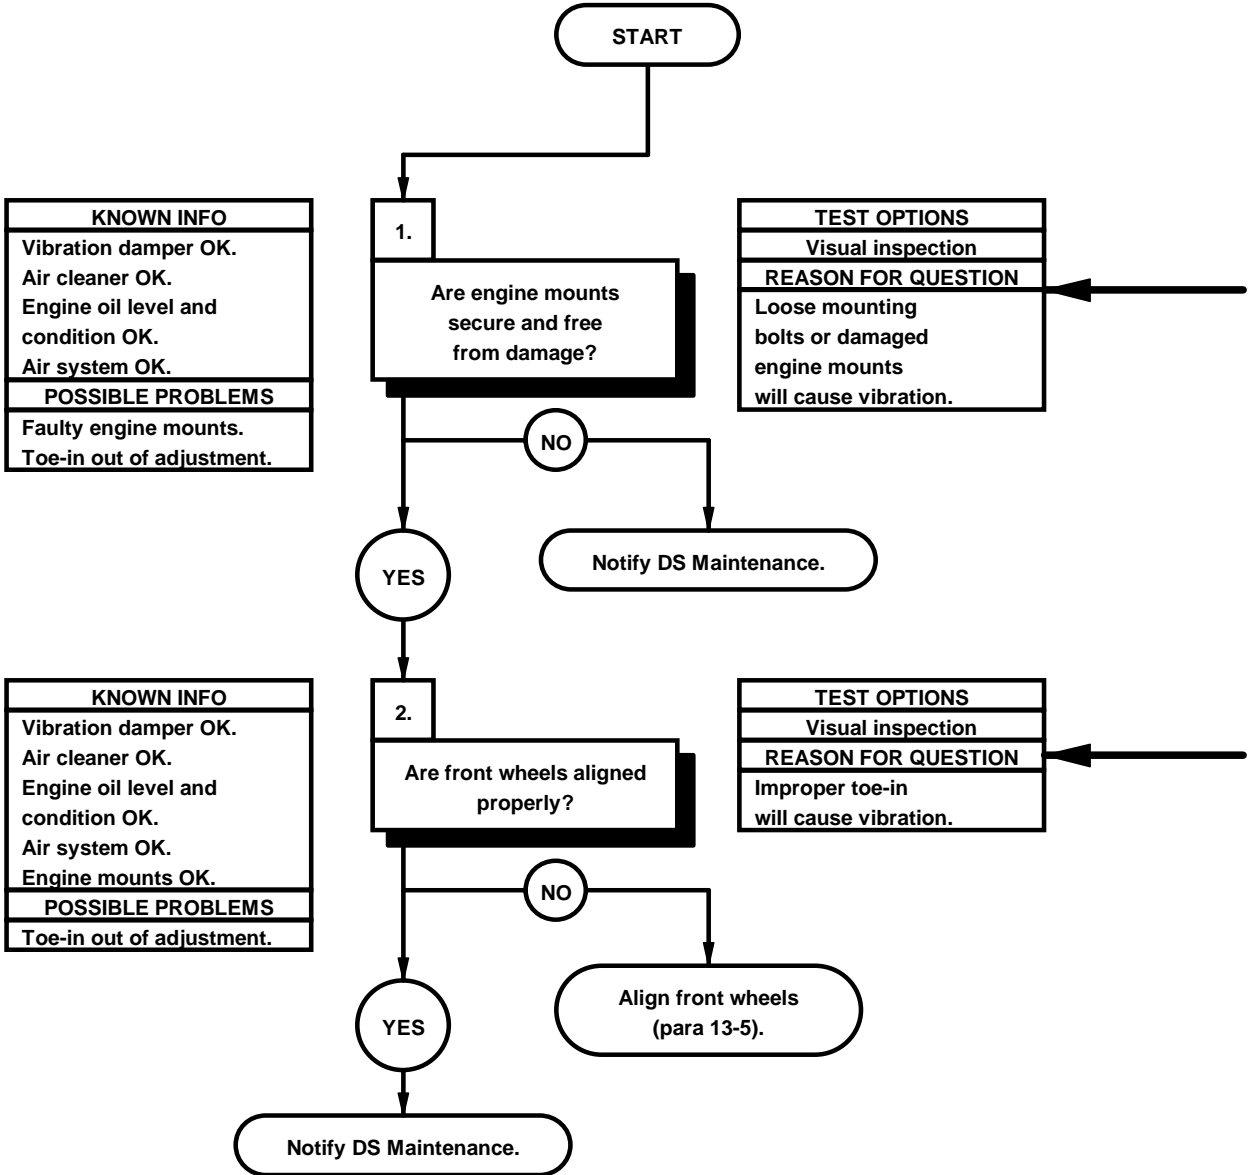 START
KNOWN INFO
Vibration damper OK.
Air cleaner OK.
Engine oil level and
condition OK.
Air system OK.
POSSIBLE PROBLEMS
Faulty engine mounts.
Toe-in out of adjustment.
1.
Are engine mounts
secure and free
from damage?
TEST OPTIONS
Visual inspection
REASON FOR QUESTION
Loose mounting
bolts or damaged
engine mounts
will cause vibration.
NO
Notify DS Maintenance.
YES
KNOWN INFO
Vibration damper OK.
Air cleaner OK.
Engine oil level and
condition OK.
Air system OK.
Engine mounts OK.
POSSIBLE PROBLEMS
Toe-in out of adjustment.
2.
Are front wheels aligned
properly?
TEST OPTIONS
Visual inspection
REASON FOR QUESTION
Improper toe-in
will cause vibration.
NO
Align front wheels
(para 13-5).
YES
Notify DS Maintenance.